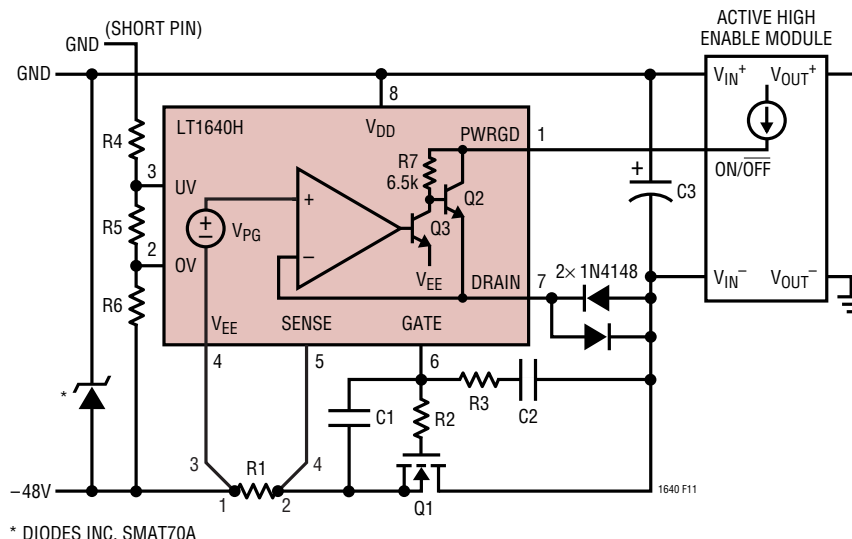 (SHORT PIN)
GND
GND
ACTIVE HIGH
ENABLE MODULE
VIN+ VOUT+
ON/OFF
VIN− VOUT−
8
LT1640H
VDD
PWRGD 1
R4
R7
6.5k
3 UV
Q2
+
C3
R5
+
−
VPG
+
−
Q3
2 OV
VEE
DRAIN 7
2× 1N4148
R6
VEE SENSE GATE
4 5 6
*
C1
R2
R3
C2
3 R1 4
−48V
1 2
Q1
1640 F11
* DIODES INC. SMAT70A